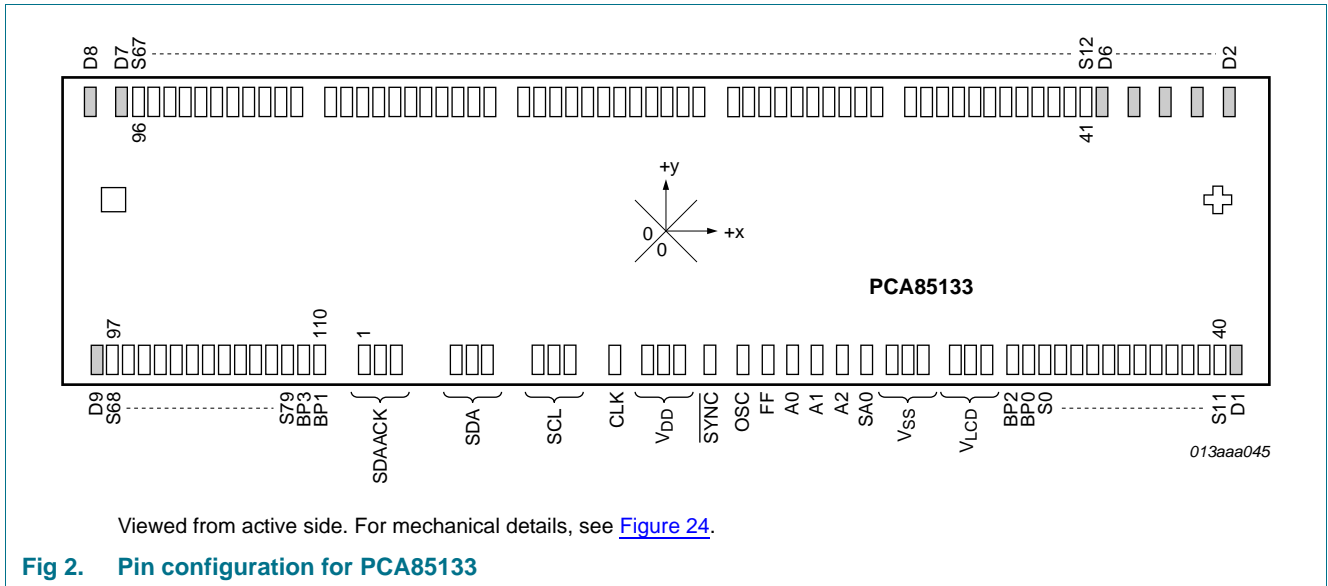 D8 D7 S67 S12 D6 D2
96 41
+y
0 +x
0
PCA85133
97 110 1 40
D9 S68 S79 BP3 BP1 SDAACK SDA SCL CLK VDD SYNC OSC FF A0 A1 A2 SA0 VSS VLCD BP2 BP0 S0 S11 D1
013aaa045
Viewed from active side. For mechanical details, see Figure 24.
Fig 2. Pin configuration for PCA85133